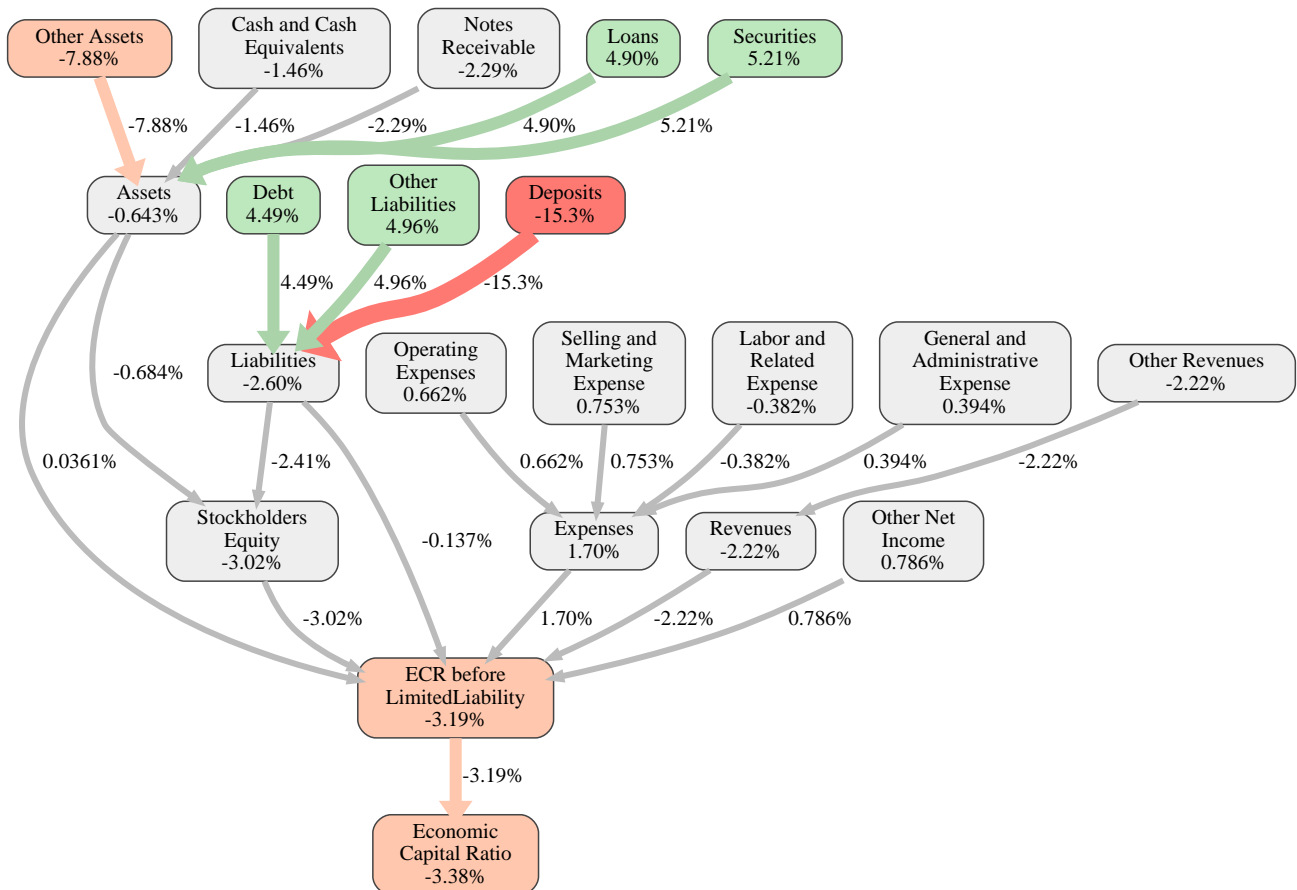 Other Assets
-7.88%
Cash and Cash
Equivalents
-1.46%
Notes
Receivable
-2.29%
Loans
4.90%
Securities
5.21%
-7.88%
-1.46%
-2.29%
4.90%
5.21%
Assets
-0.643%
Debt
4.49%
Other
Liabilities
4.96%
Deposits
-15.3%
4.49%
4.96%
-15.3%
Liabilities
-2.60%
Operating
Expenses
0.662%
Selling and
Marketing
Expense
0.753%
Labor and
Related
Expense
-0.382%
General and
Administrative
Expense
0.394%
Other Revenues
-2.22%
-0.684%
0.0361%
-2.41%
0.662%
0.753%
-0.382%
0.394%
-2.22%
Stockholders
Equity
-3.02%
-0.137%
Expenses
1.70%
Revenues
-2.22%
Other Net
Income
0.786%
-3.02%
1.70%
-2.22%
0.786%
ECR before
LimitedLiability
-3.19%
-3.19%
Economic
Capital Ratio
-3.38%